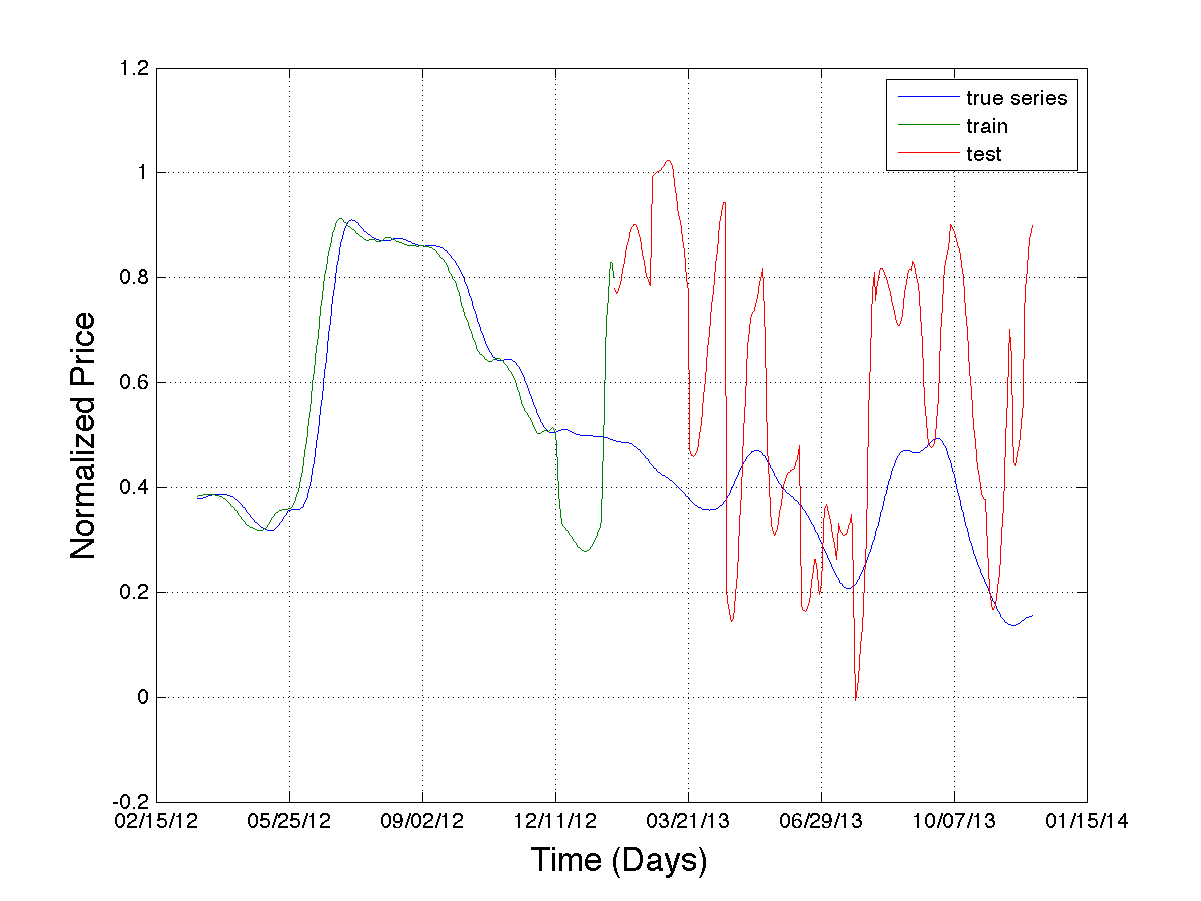 1.2
1
0.8
0.6
0.4
0.2
0
-0.2
Normalized Price
true series
train
test
02/15/12 05/25/12 09/02/12 12/11/12 03/21/13 06/29/13 10/07/13 01/15/14
Time (Days)